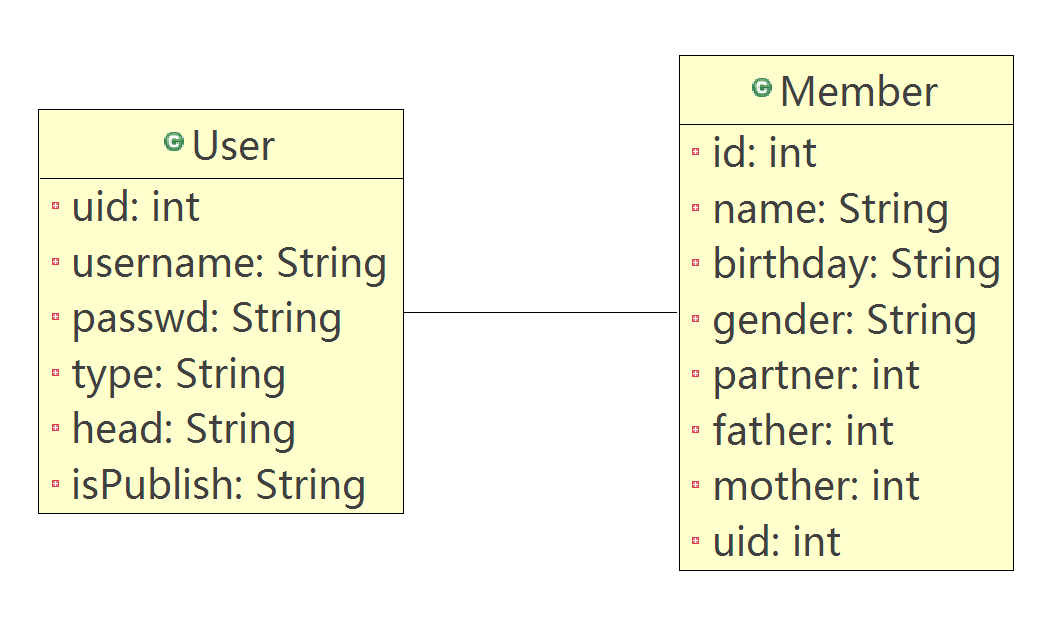 User
uid: int
username: String
passwd: String
type: String
head: String
isPublish: String
Member
id: int
name: String
birthday: String
gender: String
partner: int
father: int
mother: int
uid: int